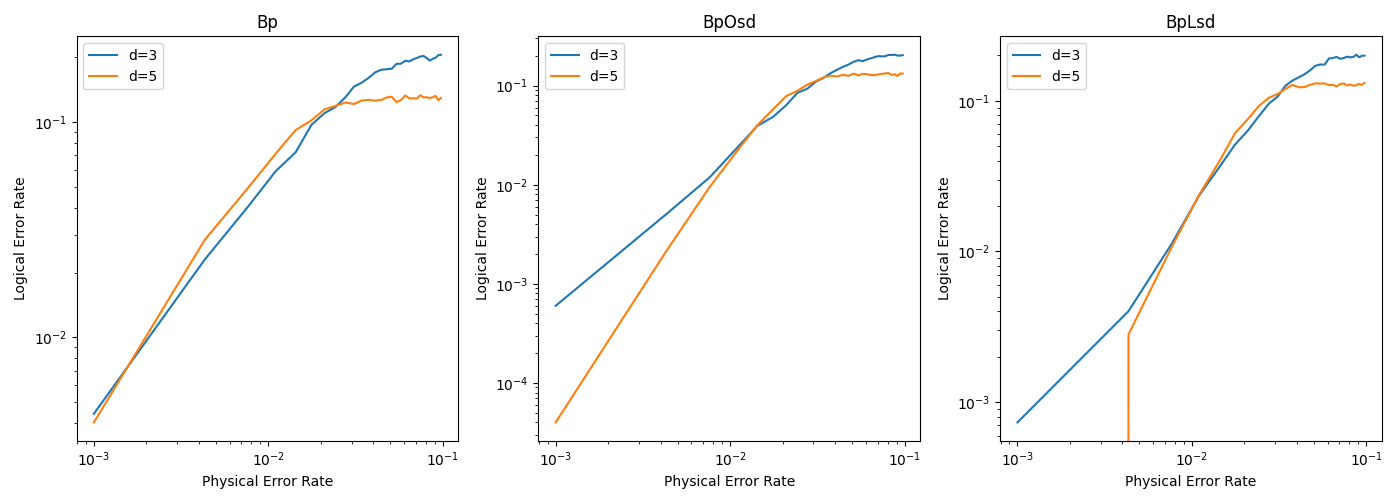 Bp
d=3
d=5
Logical Error Rate
10⁻¹
10⁻²
10⁻³
10⁻²
10⁻¹
Physical Error Rate
BpOsd
d=3
d=5
Logical Error Rate
10⁻¹
10⁻²
10⁻³
10⁻⁴
10⁻³
10⁻²
10⁻¹
Physical Error Rate
BpLsd
d=3
d=5
Logical Error Rate
10⁻¹
10⁻²
10⁻³
10⁻³
10⁻²
10⁻¹
Physical Error Rate